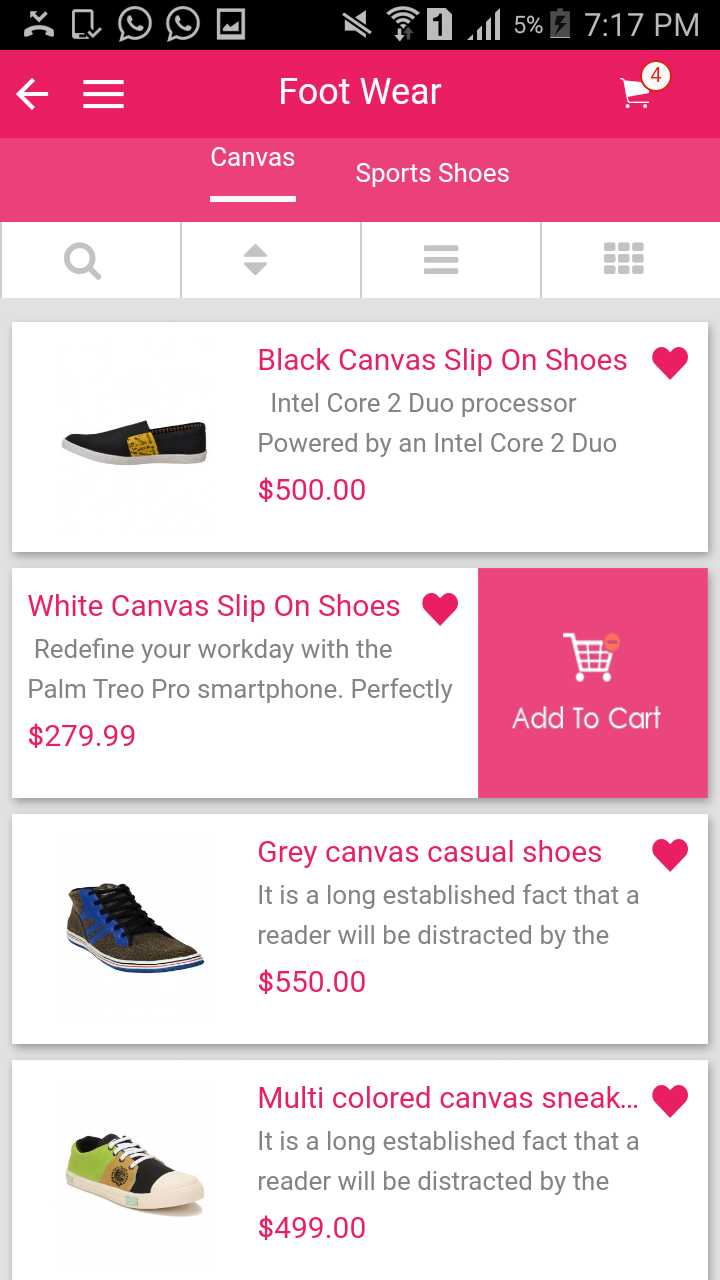 1 5% 7:17 PM
Foot Wear 4
Canvas Sports Shoes
Black Canvas Slip On Shoes
Intel Core 2 Duo processor
Powered by an Intel Core 2 Duo
$500.00
White Canvas Slip On Shoes
Redefine your workday with the
Palm Treo Pro smartphone. Perfectly
$279.99
Add To Cart
Grey canvas casual shoes
It is a long established fact that a
reader will be distracted by the
$550.00
Multi colored canvas sneak...
It is a long established fact that a
reader will be distracted by the
$499.00